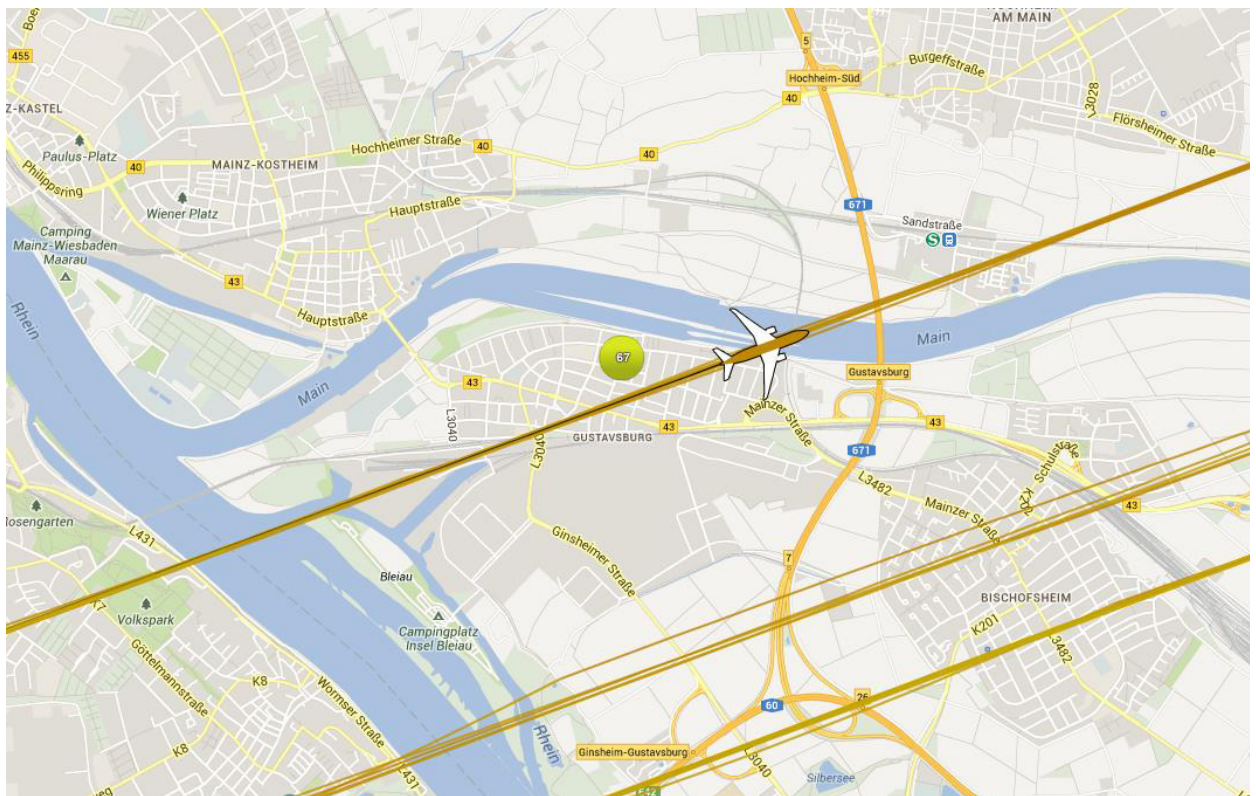 AM MAIN
5
Burgeffstraße
455
Hochheim-Süd
L3028
Z-KASTEL
40
Flörsheimer Straße
Paulus-Platz
Hochheimer Straße
40
40
40
MAINZ-KOSTHEIM
Philippsring
Wiener Platz
Hauptstraße
671
Sandstraße
S
Camping
Mainz-Wiesbaden
Maarau
43
Rhein
Hauptstraße
Main
67
Main
43
Gustavsburg
L3040
Mainzer Straße
43
43
GUSTAVSBURG
L3040
671
Schulstraße
L3482
K202
43
Rosengarten
L431
Mainzer Straße
Ginsheimer Straße
7
Bleiau
K7
Volkspark
BISCHOFSHEIM
Campingplatz
Insel Bleiau
K201
Göttelmannstraße
3482
K8
Wormser Straße
26
60
K8
Rhein
Ginsheim-Gustavsburg
L3040
L431
Silbersee